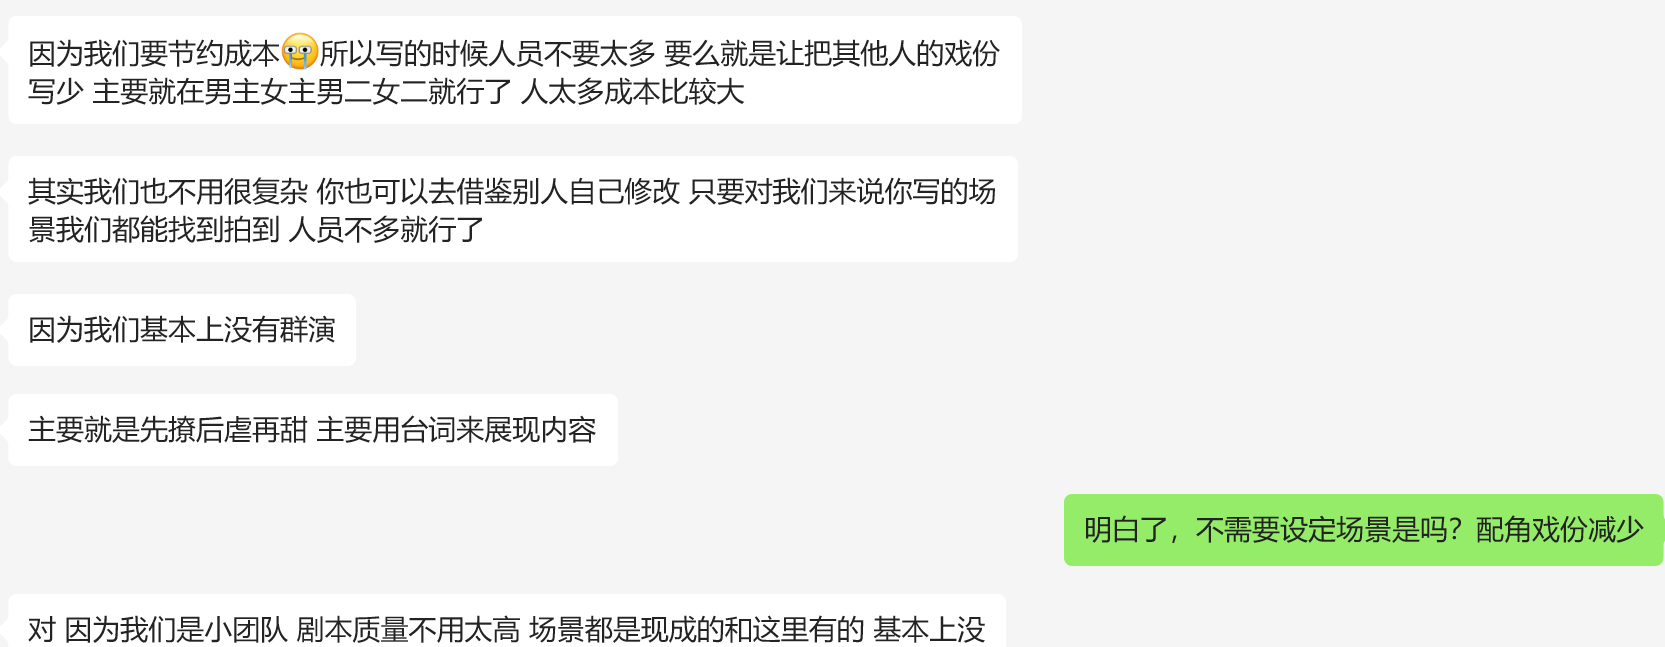 因为我们要节约成本😭所以写的时候人员不要太多 要么就是让把其他人的戏份
写少 主要就在男主女主男二女二就行了 人太多成本比较大
其实我们也不用很复杂 你也可以去借鉴别人自己修改 只要对我们来说你写的场
景我们都能找到拍到 人员不多就行了
因为我们基本上没有群演
主要就是先撩后虐再甜 主要用台词来展现内容
明白了，不需要设定场景是吗？配角戏份减少
对 因为我们是小团队 剧本质量不用太高 场景都是现成的和这里有的 基本上没